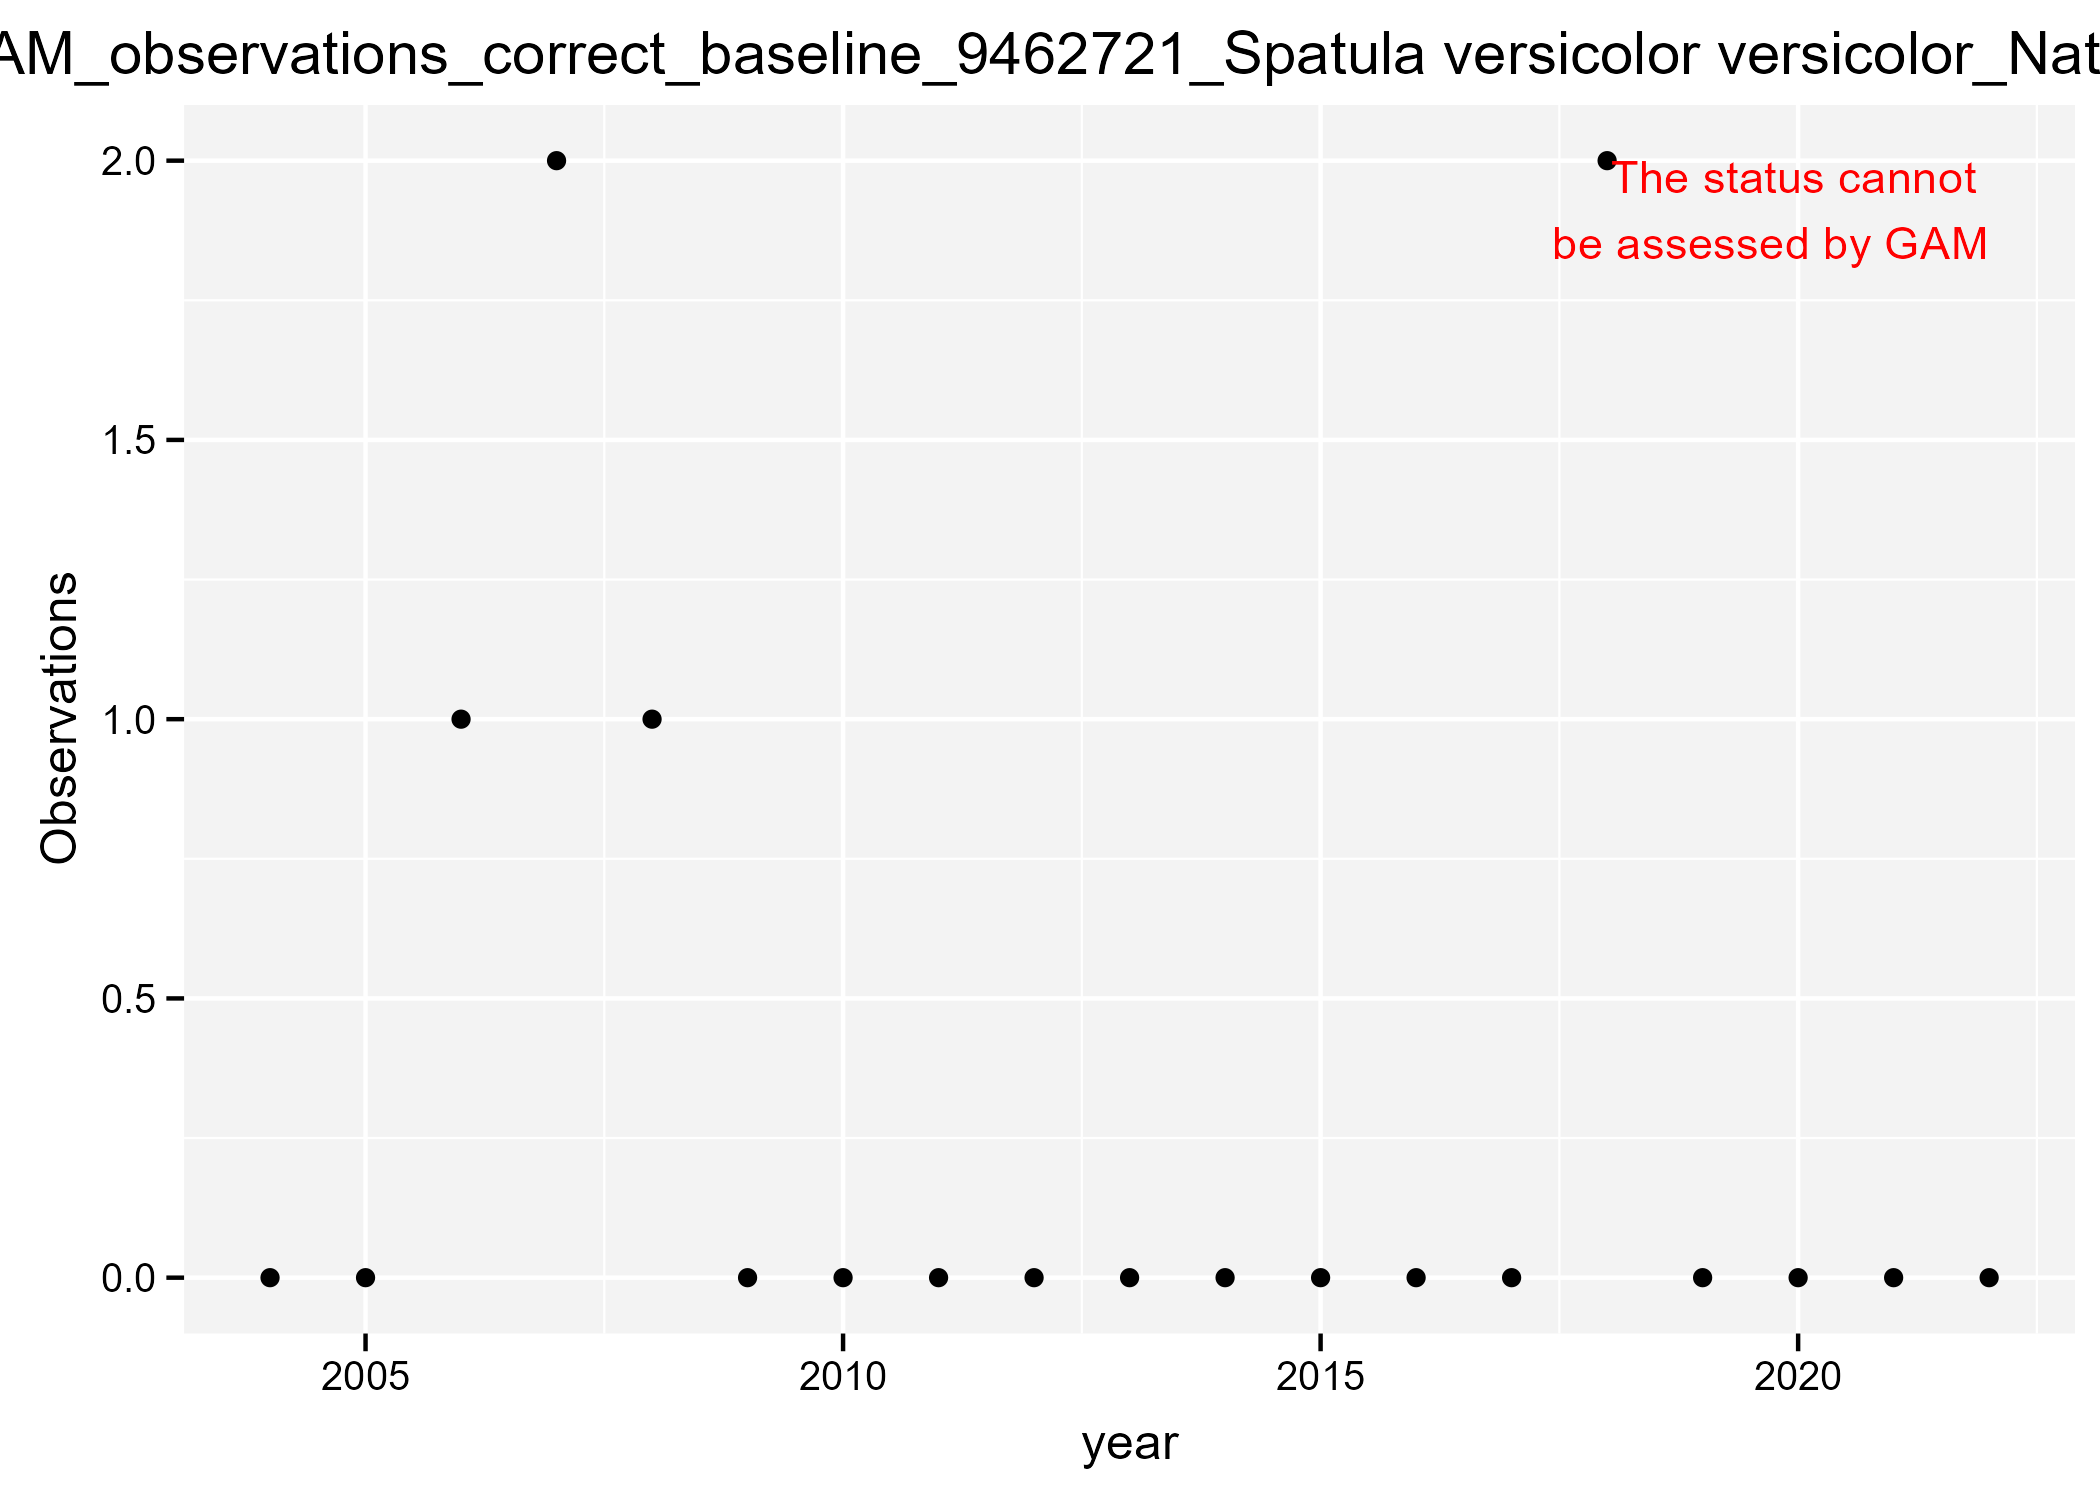 AM_observations_correct_baseline_9462721_Spatula versicolor versicolor_Nat
2.0
The status cannot
be assessed by GAM
1.5
1.0
0.5
0.0
Observations
2005 2010 2015 2020
year